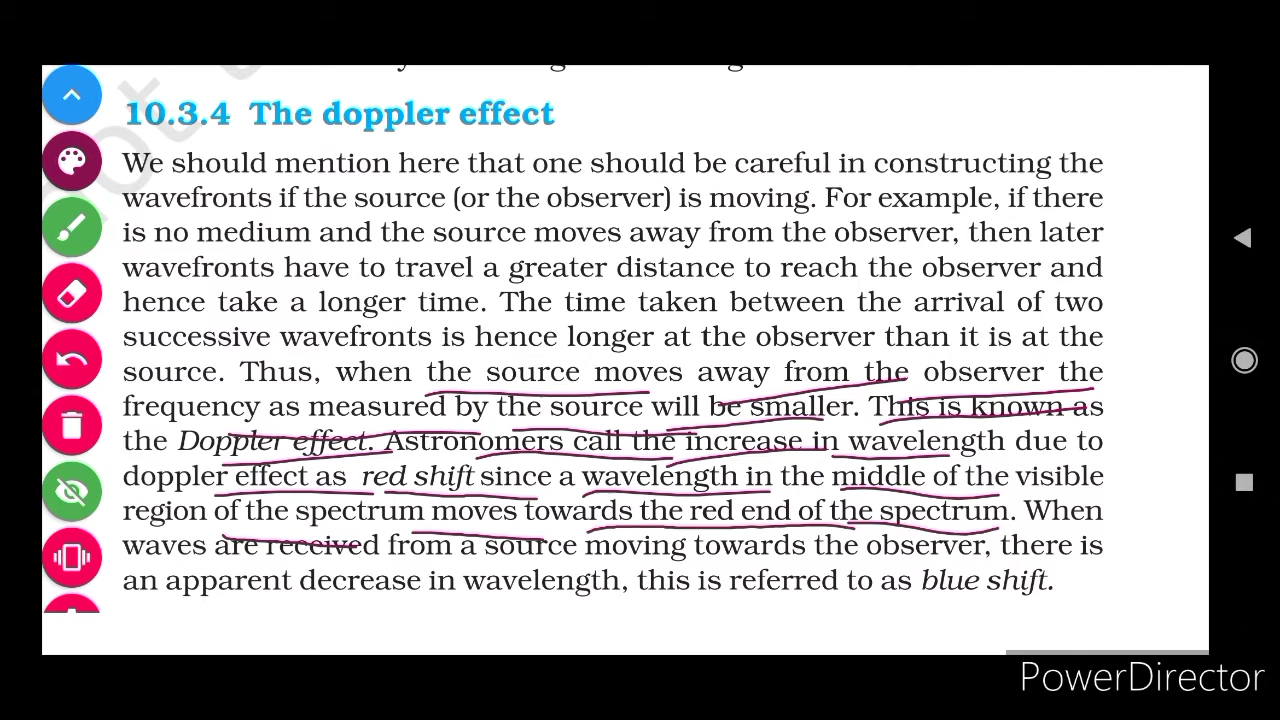 10.3.4 The doppler effect
We should mention here that one should be careful in constructing the
wavefronts if the source (or the observer) is moving. For example, if there
is no medium and the source moves away from the observer, then later
wavefronts have to travel a greater distance to reach the observer and
hence take a longer time. The time taken between the arrival of two
successive wavefronts is hence longer at the observer than it is at the
source. Thus, when the source moves away from the observer the
frequency as measured by the source will be smaller. This is known as
the Doppler effect. Astronomers call the increase in wavelength due to
doppler effect as red shift since a wavelength in the middle of the visible
region of the spectrum moves towards the red end of the spectrum. When
waves are received from a source moving towards the observer, there is
an apparent decrease in wavelength, this is referred to as blue shift.
PowerDirector